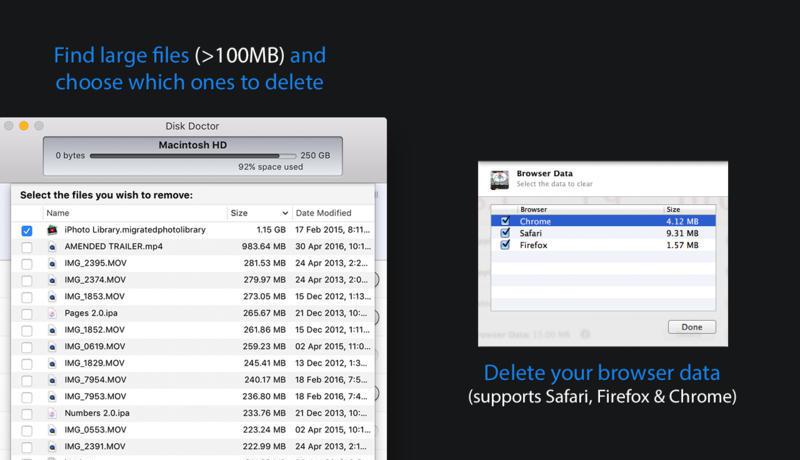 Find large files (>100MB) and
choose which ones to delete
Disk Doctor
Macintosh HD
0 bytes 250 GB
92% space used
Select the files you wish to remove:
Name Size Date Modified
iPhoto Library.migratedphotolibrary 1.15 GB 17 Feb 2015, 8:11...
AMENDED TRAILER.mp4 983.64 MB 30 Apr 2016, 10:1...
IMG_2395.MOV 281.53 MB 24 Apr 2013, 2:2...
IMG_2374.MOV 279.97 MB 24 Apr 2013, 2:0...
IMG_1853.MOV 273.05 MB 15 Dec 2012, 1:13...
Pages 2.0.ipa 265.67 MB 21 Dec 2013, 10:...
IMG_1852.MOV 261.86 MB 15 Dec 2012, 1:11...
IMG_0619.MOV 259.23 MB 02 Apr 2015, 11:0...
IMG_1829.MOV 245.41 MB 13 Dec 2012, 1:3...
IMG_7954.MOV 240.17 MB 18 Feb 2016, 7:5...
IMG_7953.MOV 236.80 MB 18 Feb 2016, 7:4...
Numbers 2.0.ipa 233.76 MB 21 Dec 2013, 10:...
IMG_0553.MOV 223.24 MB 02 Apr 2015, 10:1...
IMG_2391.MOV 222.99 MB 24 Apr 2013, 2:1...
Browser Data
Select the data to clear
Browser Size
Chrome 4.12 MB
Safari 9.31 MB
Firefox 1.57 MB
Done
Delete your browser data
(supports Safari, Firefox & Chrome)